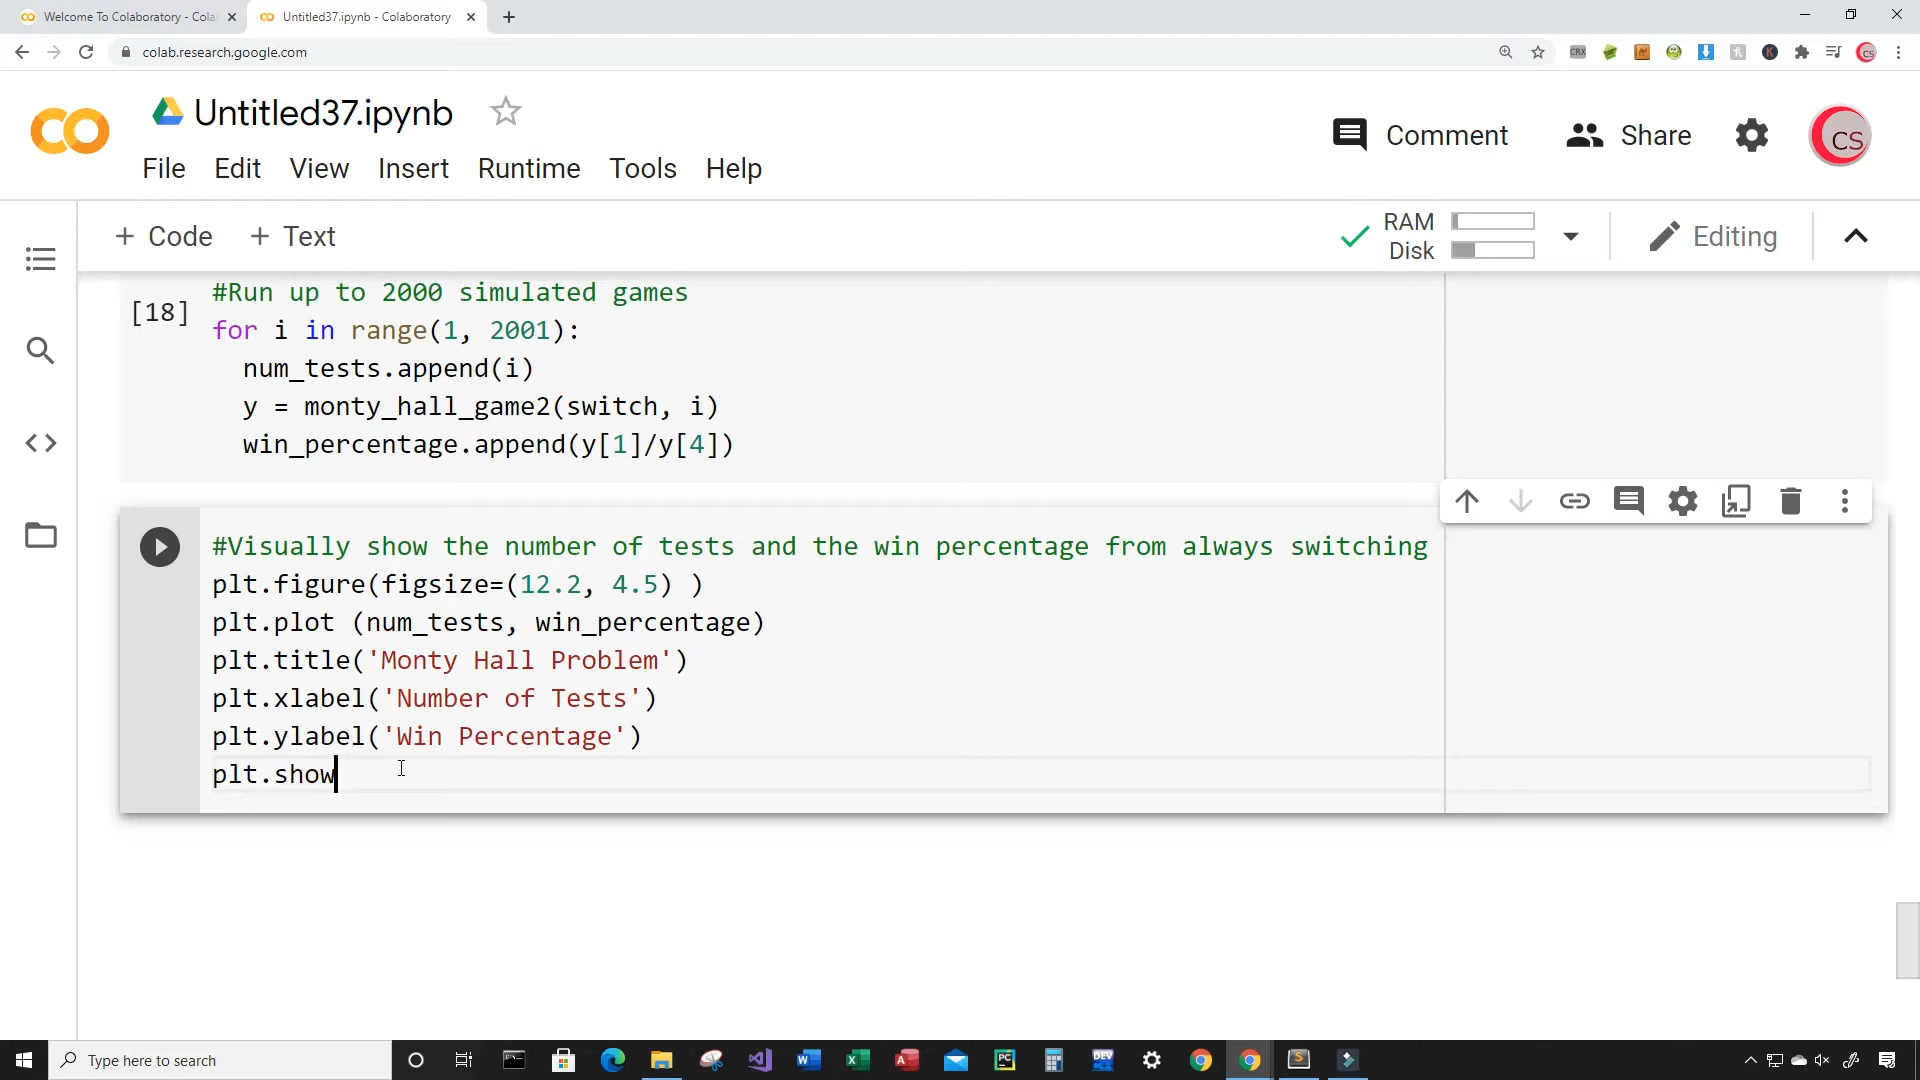 Welcome To Colaboratory - Cola
Untitled37.ipynb - Colaboratory
colab.research.google.com
Untitled37.ipynb
Comment
Share
CS
File Edit View Insert Runtime Tools Help
+ Code + Text
RAM
Disk
Editing
#Run up to 2000 simulated games
[18]
for i in range(1, 2001):
num_tests.append(i)
y = monty_hall_game2(switch, i)
win_percentage.append(y[1]/y[4])
#Visually show the number of tests and the win percentage from always switching
plt.figure(figsize=(12.2, 4.5) )
plt.plot (num_tests, win_percentage)
plt.title('Monty Hall Problem')
plt.xlabel('Number of Tests')
plt.ylabel('Win Percentage')
plt.show
Type here to search